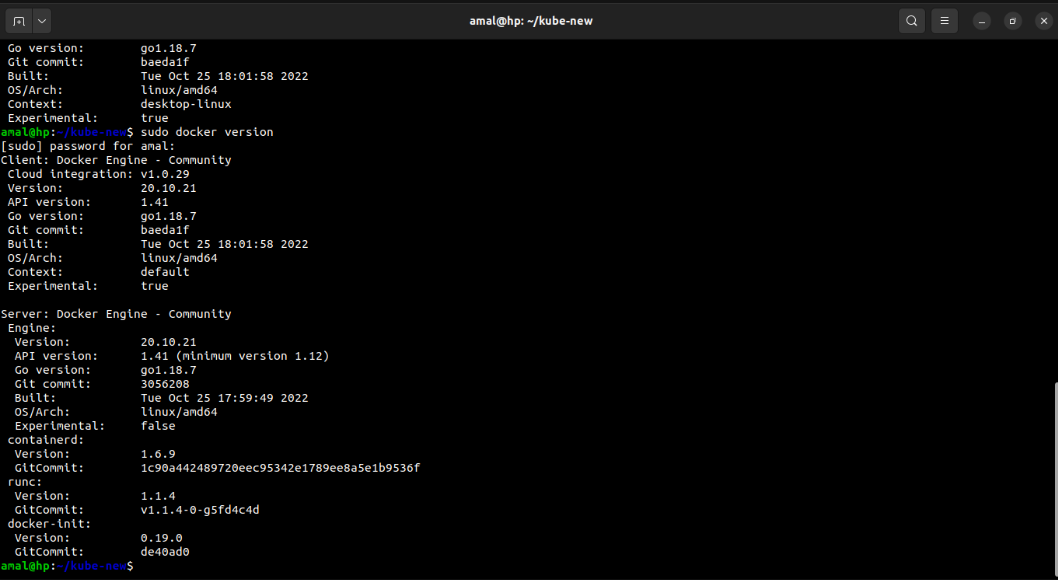 amal@hp: ~/kube-new
Go version: go1.18.7
Git commit: baeda1f
Built: Tue Oct 25 18:01:58 2022
OS/Arch: linux/amd64
Context: desktop-linux
Experimental: true
amal@hp:~/kube-new$ sudo docker version
[sudo] password for amal:
Client: Docker Engine - Community
Cloud integration: v1.0.29
Version: 20.10.21
API version: 1.41
Go version: go1.18.7
Git commit: baeda1f
Built: Tue Oct 25 18:01:58 2022
OS/Arch: linux/amd64
Context: default
Experimental: true
Server: Docker Engine - Community
Engine:
Version: 20.10.21
API version: 1.41 (minimum version 1.12)
Go version: go1.18.7
Git commit: 3056208
Built: Tue Oct 25 17:59:49 2022
OS/Arch: linux/amd64
Experimental: false
containerd:
Version: 1.6.9
GitCommit: 1c90a442489720eec95342e1789ee8a5e1b9536f
runc:
Version: 1.1.4
GitCommit: v1.1.4-0-g5fd4c4d
docker-init:
Version: 0.19.0
GitCommit: de40ad0
amal@hp:~/kube-new$